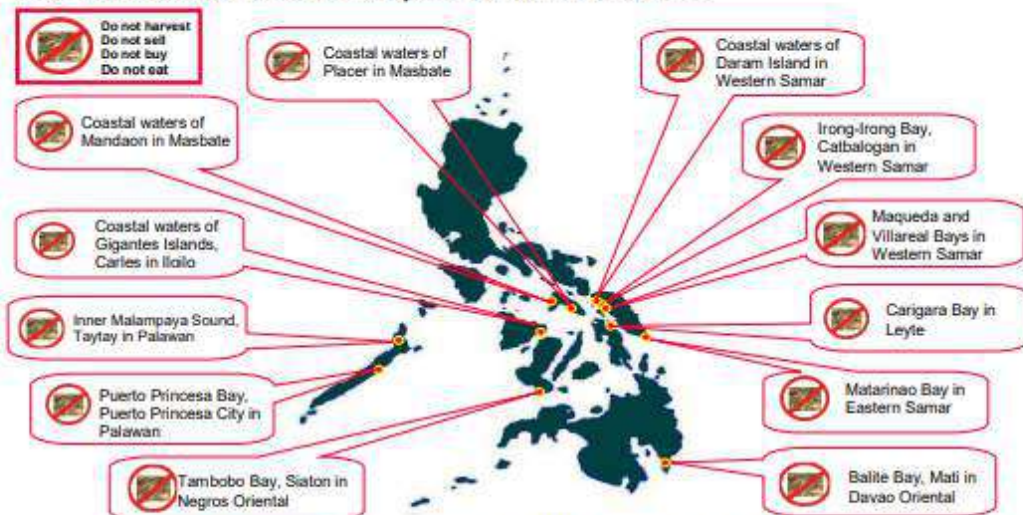 Do not harvest
Do not sell
Do not buy
Do not eat
Coastal waters of
Placer in Masbate
Coastal waters of
Daram Island in
Western Samar
Coastal waters of
Mandaon in Masbate
Irong-Irong Bay,
Catbalogan in
Western Samar
Coastal waters of
Gigantes Islands,
Carles in Iloilo
Maqueda and
Villareal Bays in
Western Samar
Inner Malampaya Sound,
Taytay in Palawan
Carigara Bay in
Leyte
Puerto Princesa Bay,
Puerto Princesa City in
Palawan
Matarinao Bay in
Eastern Samar
Tambobo Bay, Siaton in
Negros Oriental
Balite Bay, Mati in
Davao Oriental